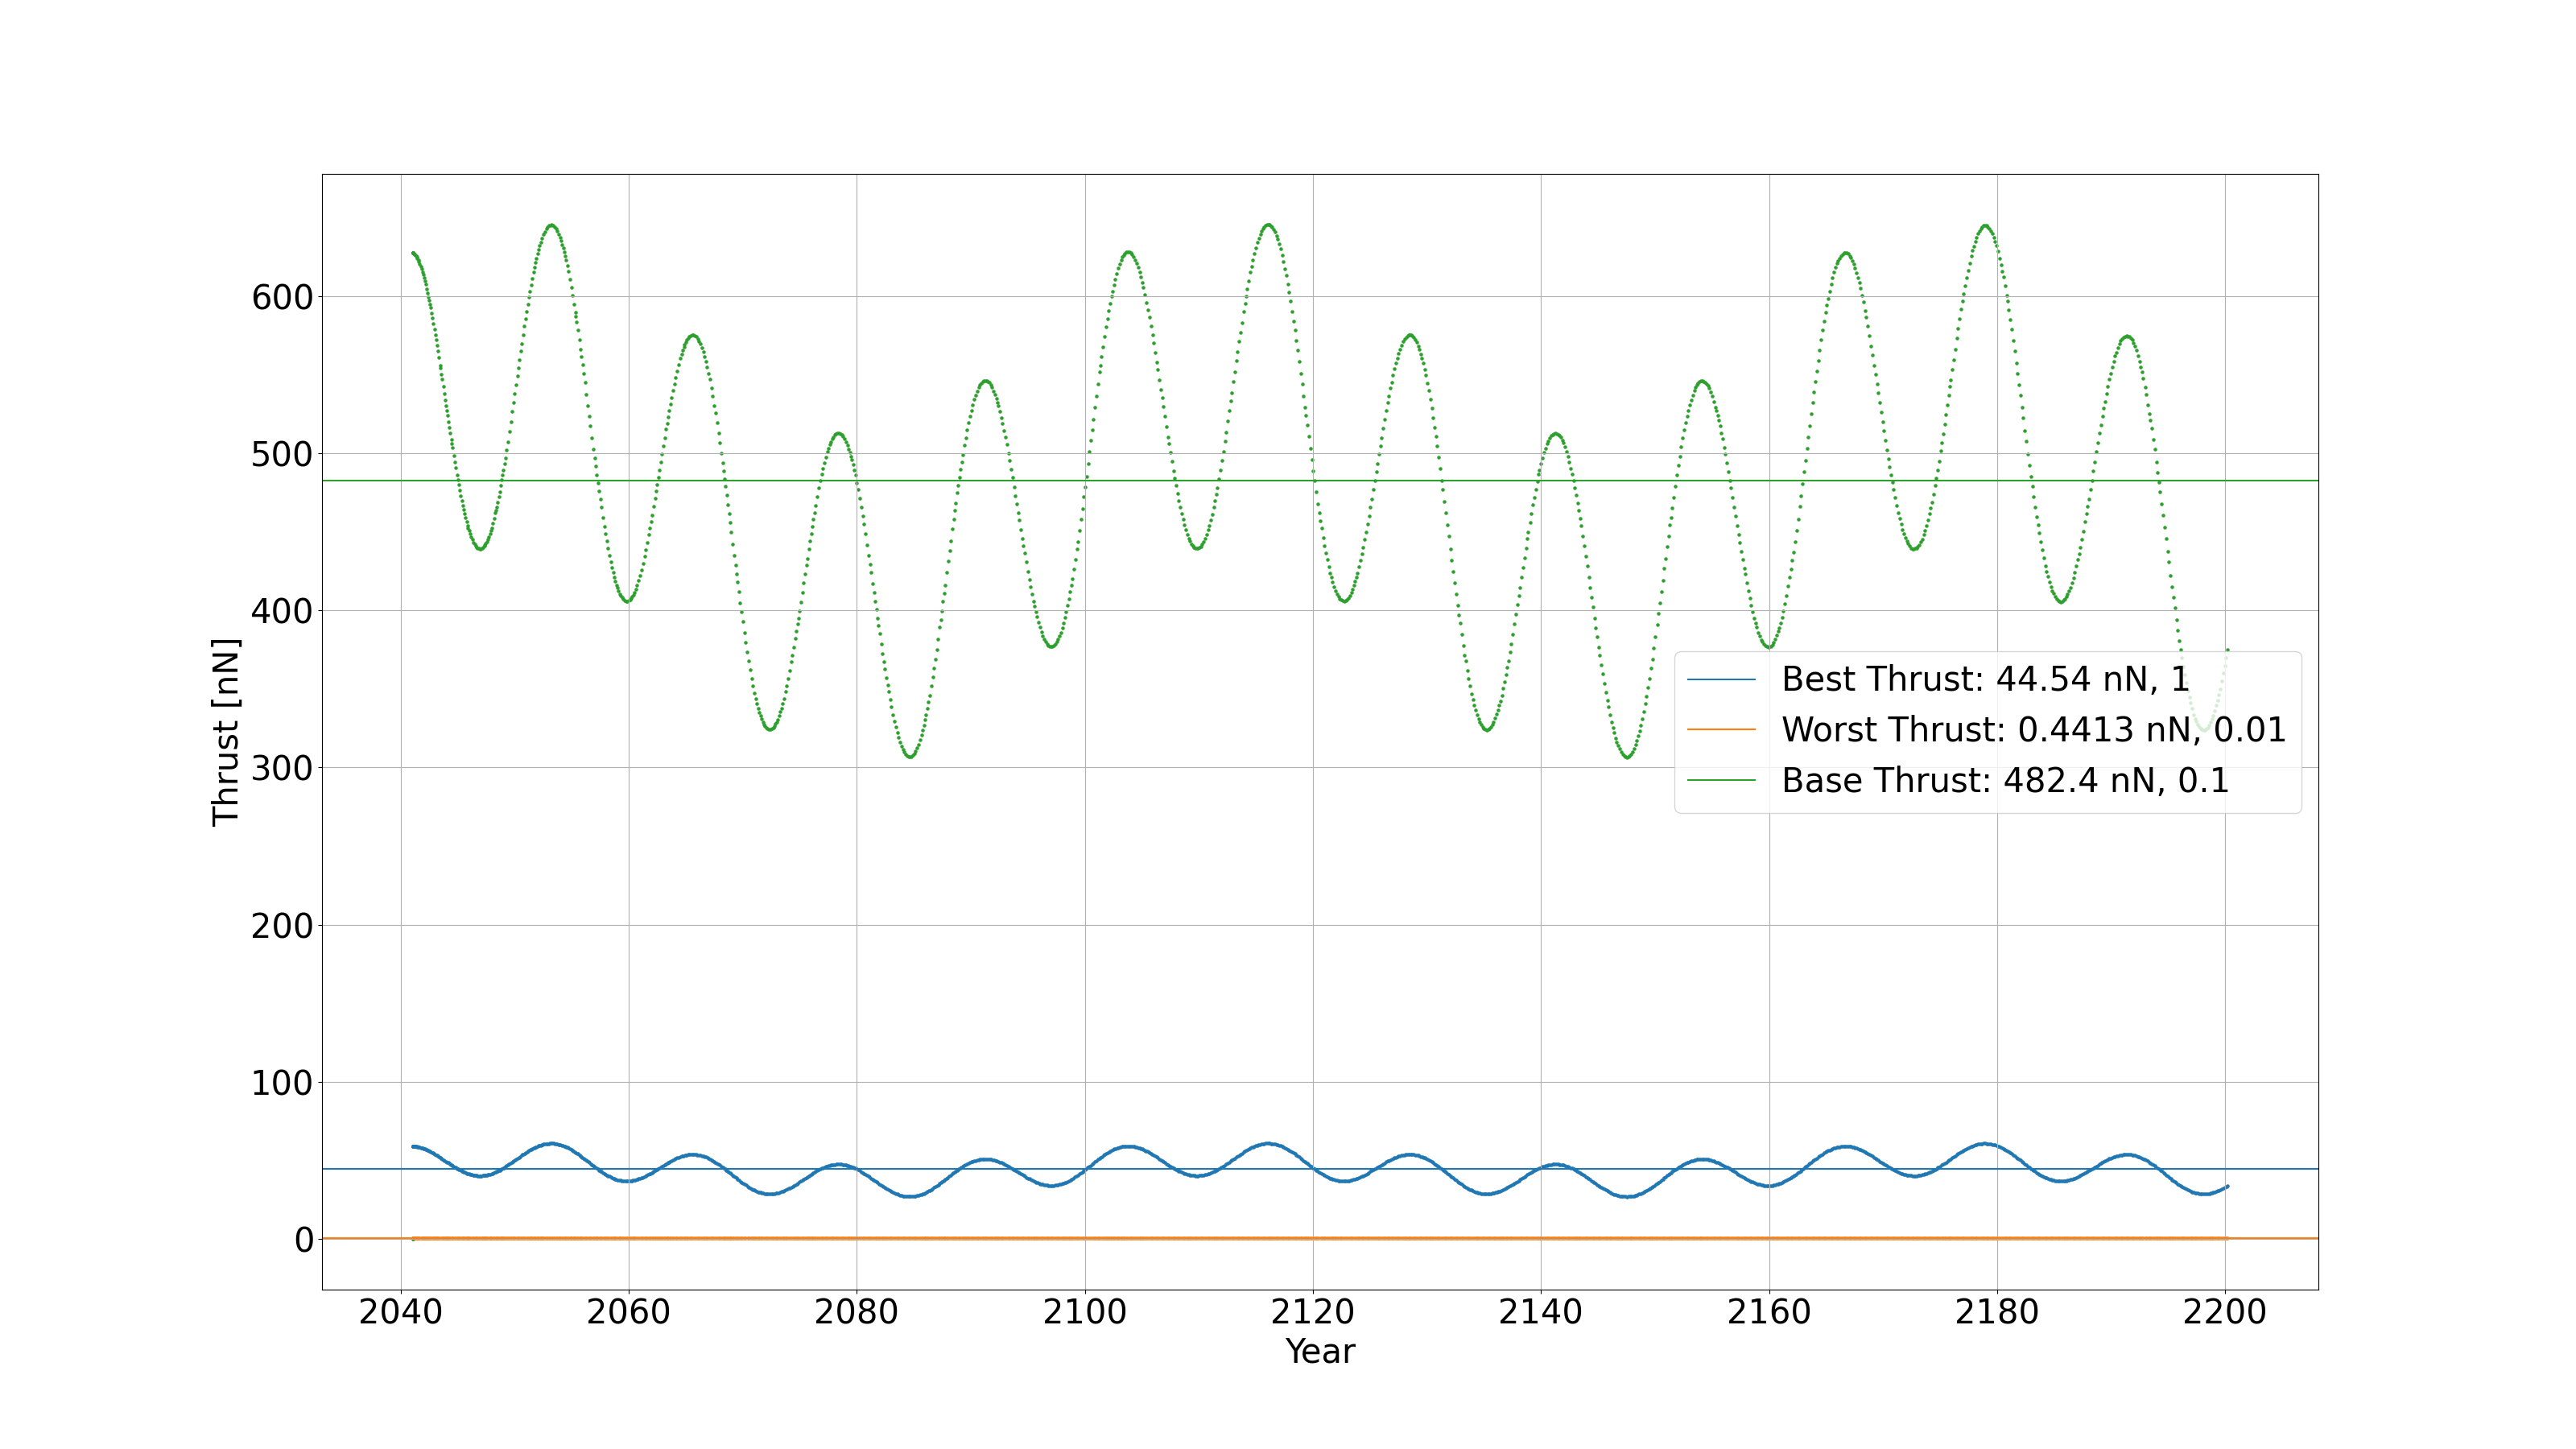 Thrust [nN]
600
500
400
300
200
100
0
Best Thrust: 44.54 nN, 1
Worst Thrust: 0.4413 nN, 0.01
Base Thrust: 482.4 nN, 0.1
2040 2060 2080 2100 2120 2140 2160 2180 2200
Year